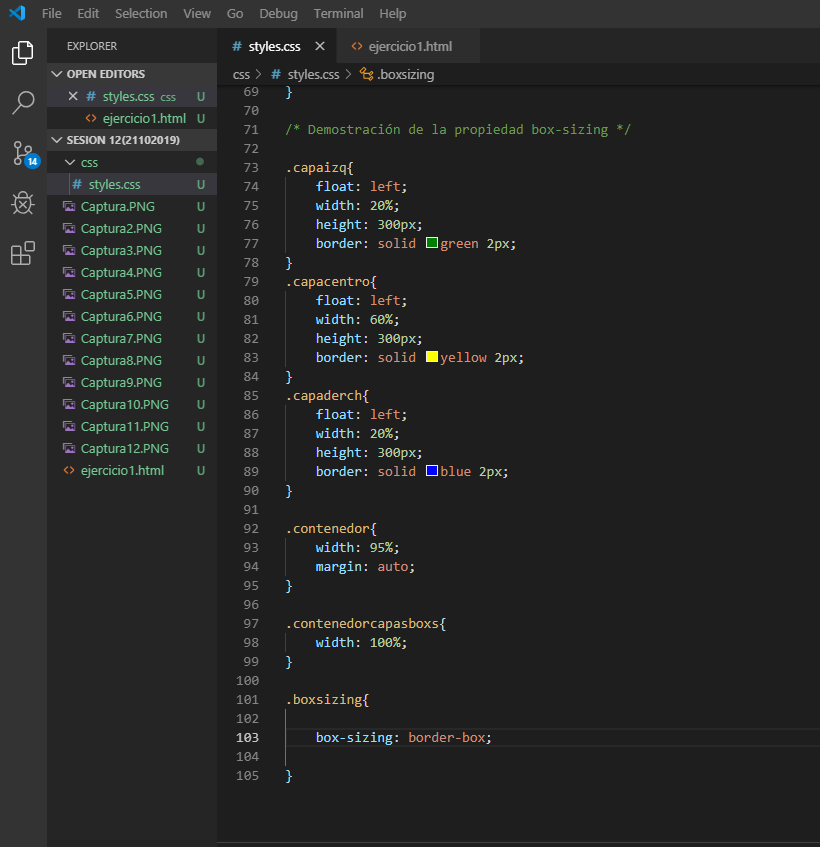 File Edit Selection View Go Debug Terminal Help
EXPLORER
OPEN EDITORS
styles.css css U
ejercicio1.html U
SESION 12(21102019)
css
# styles.css U
Captura.PNG U
Captura2.PNG U
Captura3.PNG U
Captura4.PNG U
Captura5.PNG U
Captura6.PNG U
Captura7.PNG U
Captura8.PNG U
Captura9.PNG U
Captura10.PNG U
Captura11.PNG U
Captura12.PNG U
ejercicio1.html U
14
# styles.css ejercicio1.html
css > # styles.css > .boxsizing
69 }
70
71 /* Demostración de la propiedad box-sizing */
72
73 .capaizq{
74 float: left;
75 width: 20%;
76 height: 300px;
77 border: solid green 2px;
78 }
79 .capacentro{
80 float: left;
81 width: 60%;
82 height: 300px;
83 border: solid yellow 2px;
84 }
85 .capaderch{
86 float: left;
87 width: 20%;
88 height: 300px;
89 border: solid blue 2px;
90 }
91
92 .contenedor{
93 width: 95%;
94 margin: auto;
95 }
96
97 .contenedorcapasboxs{
98 width: 100%;
99 }
100
101 .boxsizing{
102
103 box-sizing: border-box;
104
105 }